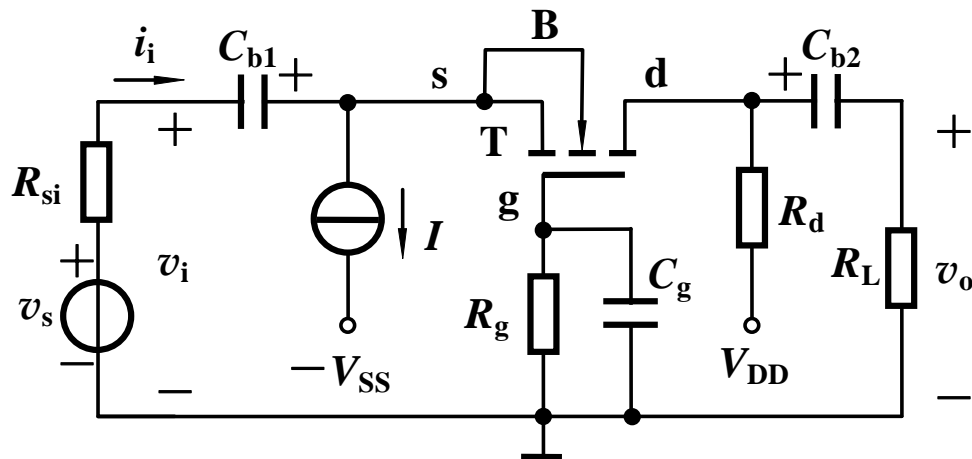 i_i
C_b1
+
s
B
d
+
C_b2
+
T
+
R_si
g
R_d
+
v_s
v_i
I
R_g
C_g
R_L
v_o
−
−
−V_SS
V_DD
−